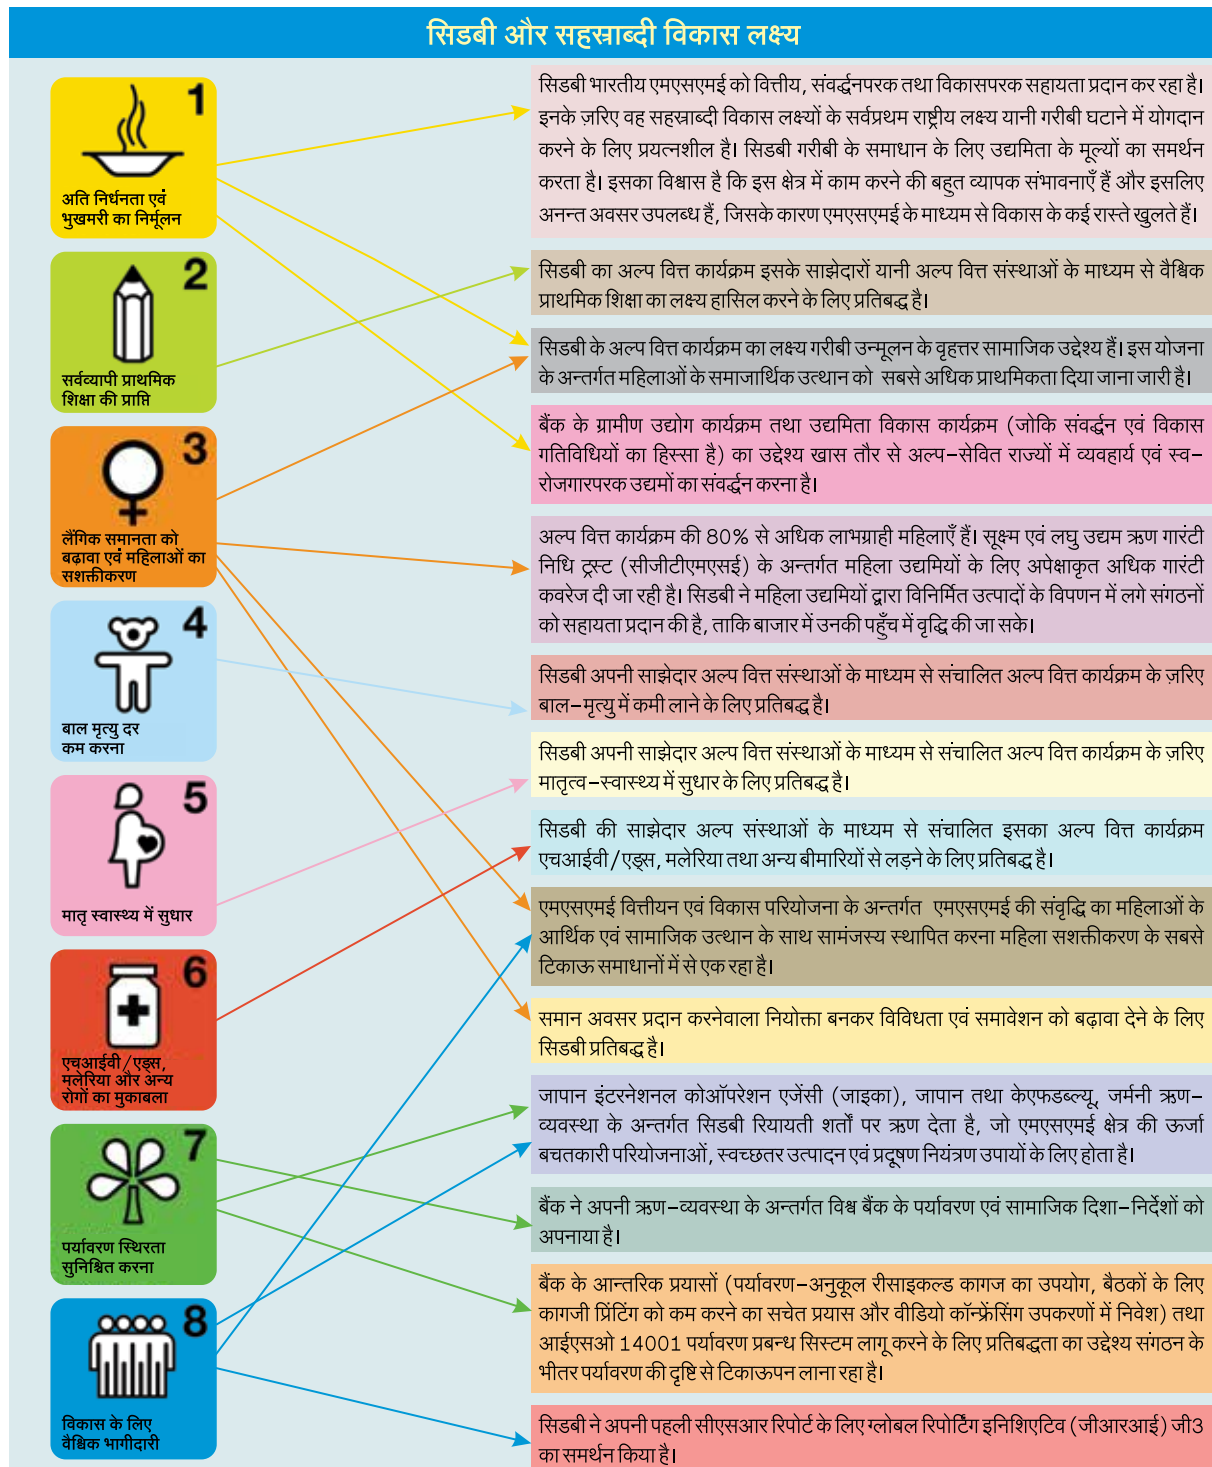 सिडबी और सहस्राब्दी विकास लक्ष्य
1
अति निर्धनता एवं
भुखमरी का निर्मूलन
2
सर्वव्यापी प्राथमिक
शिक्षा की प्राप्ति
3
लैंगिक समानता को
बढ़ावा एवं महिलाओं का
सशक्तीकरण
4
बाल मृत्यु दर
कम करना
5
मातृ स्वास्थ्य में सुधार
6
एचआईवी/एड्स,
मलेरिया और अन्य
रोगों का मुकाबला
7
पर्यावरण स्थिरता
सुनिश्चित करना
8
विकास के लिए
वैश्विक भागीदारी
सिडबी भारतीय एमएसएमई को वित्तीय, संवर्द्धनपरक तथा विकासपरक सहायता प्रदान कर रहा है।
इनके ज़रिए वह सहस्राब्दी विकास लक्ष्यों के सर्वप्रथम राष्ट्रीय लक्ष्य यानी गरीबी घटाने में योगदान
करने के लिए प्रयत्नशील है। सिडबी गरीबी के समाधान के लिए उद्यमिता के मूल्यों का समर्थन
करता है। इसका विश्वास है कि इस क्षेत्र में काम करने की बहुत व्यापक संभावनाएँ हैं और इसलिए
अनन्त अवसर उपलब्ध हैं, जिसके कारण एमएसएमई के माध्यम से विकास के कई रास्ते खुलते हैं।
सिडबी का अल्प वित्त कार्यक्रम इसके साझेदारों यानी अल्प वित्त संस्थाओं के माध्यम से वैश्विक
प्राथमिक शिक्षा का लक्ष्य हासिल करने के लिए प्रतिबद्ध है।
सिडबी के अल्प वित्त कार्यक्रम का लक्ष्य गरीबी उन्मूलन के वृहत्तर सामाजिक उद्देश्य हैं। इस योजना
के अन्तर्गत महिलाओं के समाजार्थिक उत्थान को सबसे अधिक प्राथमिकता दिया जाना जारी है।
बैंक के ग्रामीण उद्योग कार्यक्रम तथा उद्यमिता विकास कार्यक्रम (जोकि संवर्द्धन एवं विकास
गतिविधियों का हिस्सा है) का उद्देश्य खास तौर से अल्प-सेवित राज्यों में व्यवहार्य एवं स्व-
रोजगारपरक उद्यमों का संवर्द्धन करना है।
अल्प वित्त कार्यक्रम की 80% से अधिक लाभग्राही महिलाएँ हैं। सूक्ष्म एवं लघु उद्यम ऋण गारंटी
निधि ट्रस्ट (सीजीटीएमएसई) के अन्तर्गत महिला उद्यमियों के लिए अपेक्षाकृत अधिक गारंटी
कवरेज दी जा रही है। सिडबी ने महिला उद्यमियों द्वारा विनिर्मित उत्पादों के विपणन में लगे संगठनों
को सहायता प्रदान की है, ताकि बाजार में उनकी पहुँच में वृद्धि की जा सके।
सिडबी अपनी साझेदार अल्प वित्त संस्थाओं के माध्यम से संचालित अल्प वित्त कार्यक्रम के ज़रिए
बाल-मृत्यु में कमी लाने के लिए प्रतिबद्ध है।
सिडबी अपनी साझेदार अल्प वित्त संस्थाओं के माध्यम से संचालित अल्प वित्त कार्यक्रम के ज़रिए
मातृत्व-स्वास्थ्य में सुधार के लिए प्रतिबद्ध है।
सिडबी की साझेदार अल्प संस्थाओं के माध्यम से संचालित इसका अल्प वित्त कार्यक्रम
एचआईवी/एड्स, मलेरिया तथा अन्य बीमारियों से लड़ने के लिए प्रतिबद्ध है।
एमएसएमई वित्तीयन एवं विकास परियोजना के अन्तर्गत एमएसएमई की संवृद्धि का महिलाओं के
आर्थिक एवं सामाजिक उत्थान के साथ सामंजस्य स्थापित करना महिला सशक्तीकरण के सबसे
टिकाऊ समाधानों में से एक रहा है।
समान अवसर प्रदान करनेवाला नियोक्ता बनकर विविधता एवं समावेशन को बढ़ावा देने के लिए
सिडबी प्रतिबद्ध है।
जापान इंटरनेशनल कोऑपरेशन एजेंसी (जाइका), जापान तथा केएफडब्ल्यू, जर्मनी ऋण-
व्यवस्था के अन्तर्गत सिडबी रियायती शर्तों पर ऋण देता है, जो एमएसएमई क्षेत्र की ऊर्जा
बचतकारी परियोजनाओं, स्वच्छतर उत्पादन एवं प्रदूषण नियंत्रण उपायों के लिए होता है।
बैंक ने अपनी ऋण-व्यवस्था के अन्तर्गत विश्व बैंक के पर्यावरण एवं सामाजिक दिशा-निर्देशों को
अपनाया है।
बैंक के आन्तरिक प्रयासों (पर्यावरण-अनुकूल रीसाइकल्ड कागज का उपयोग, बैठकों के लिए
कागजी प्रिंटिंग को कम करने का सचेत प्रयास और वीडियो कॉन्फ्रेंसिंग उपकरणों में निवेश) तथा
आईएसओ 14001 पर्यावरण प्रबन्ध सिस्टम लागू करने के लिए प्रतिबद्धता का उद्देश्य संगठन के
भीतर पर्यावरण की दृष्टि से टिकाऊपन लाना रहा है।
सिडबी ने अपनी पहली सीएसआर रिपोर्ट के लिए ग्लोबल रिपोर्टिंग इनिशिएटिव (जीआरआई) जी3
का समर्थन किया है।